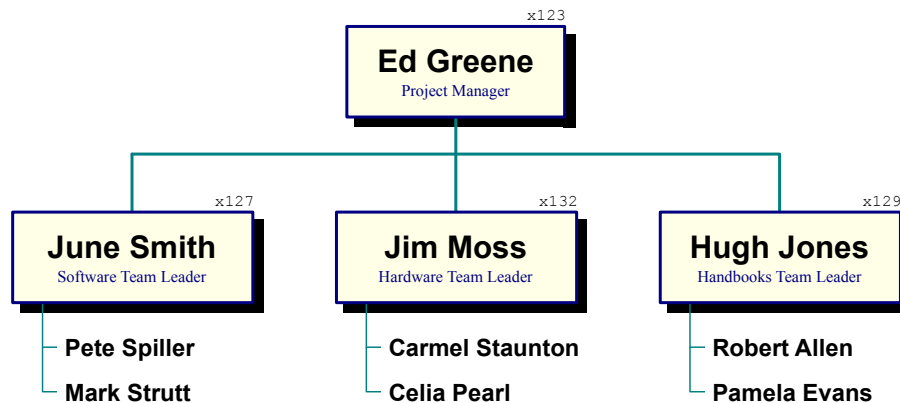 x123
Ed Greene
Project Manager
x127
June Smith
Software Team Leader
Pete Spiller
Mark Strutt
x132
Jim Moss
Hardware Team Leader
Carmel Staunton
Celia Pearl
x129
Hugh Jones
Handbooks Team Leader
Robert Allen
Pamela Evans